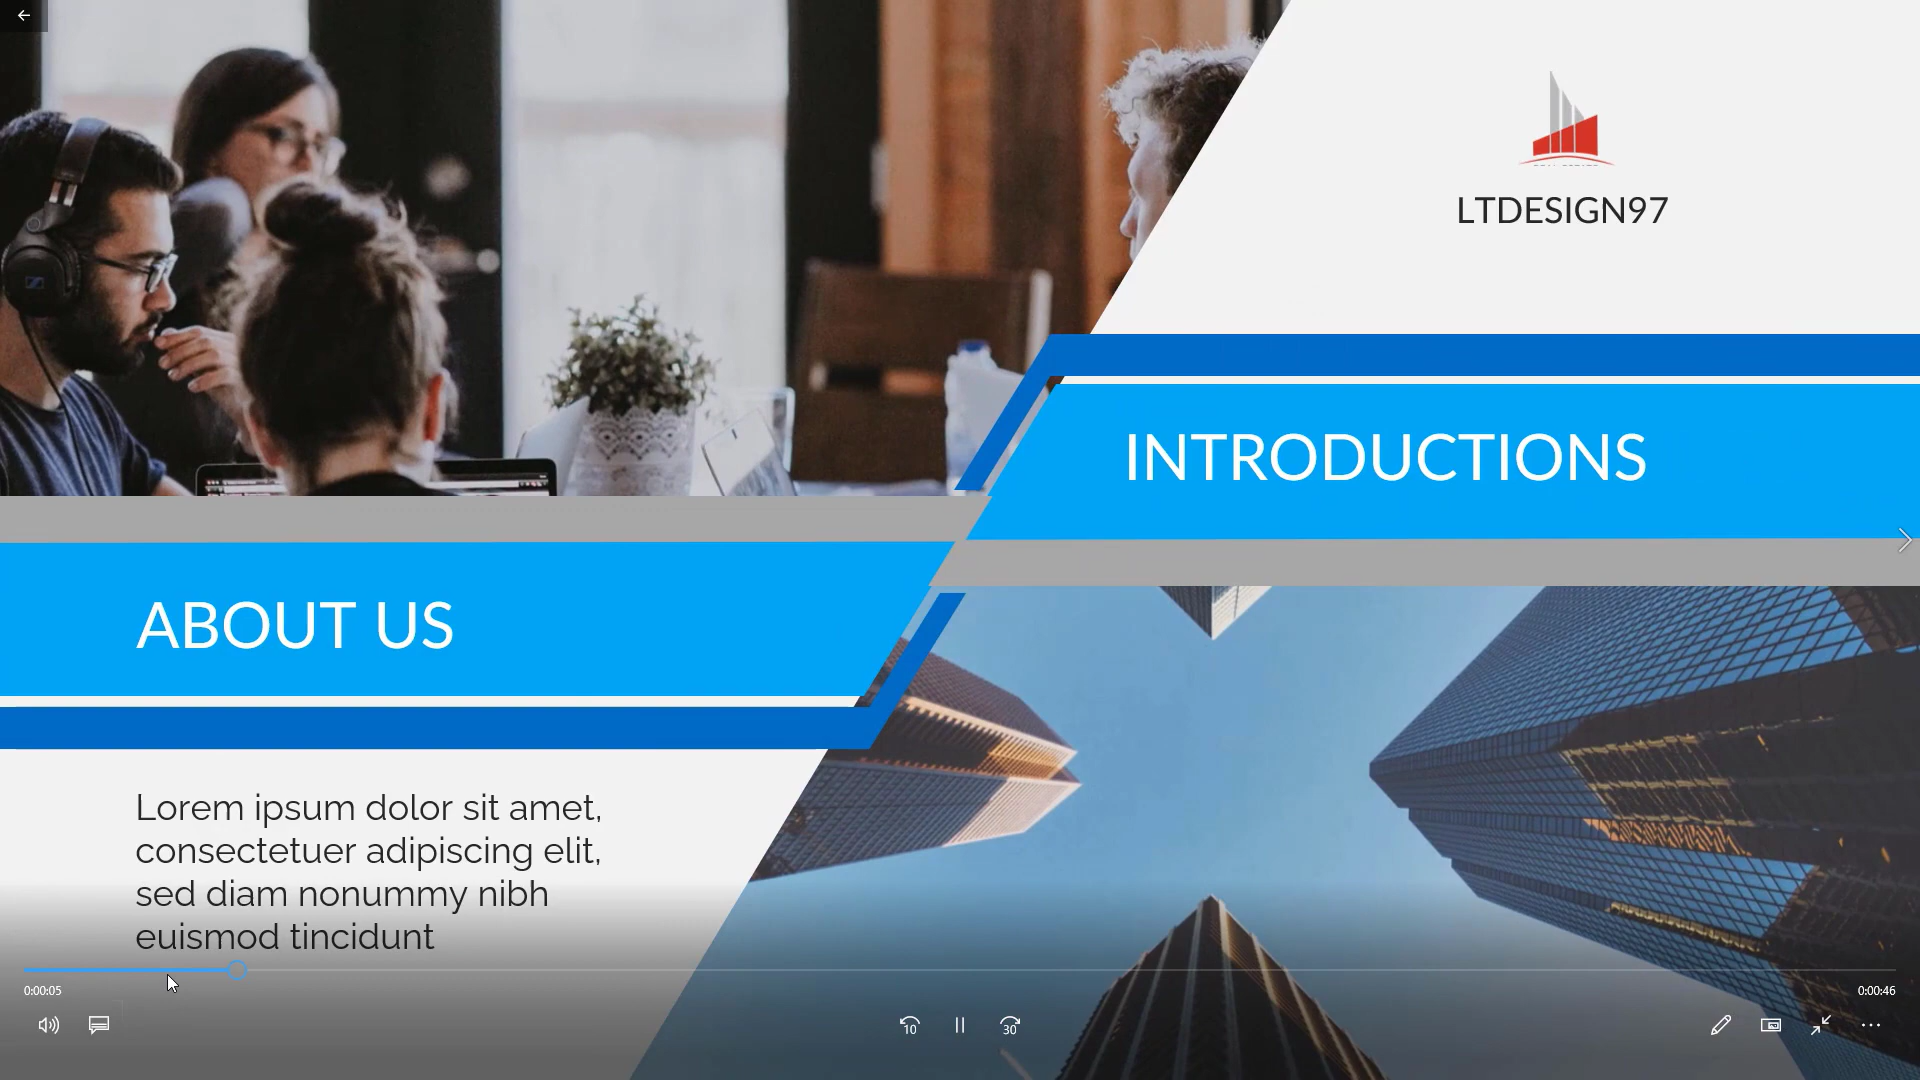 LTDESIGN97
INTRODUCTIONS
ABOUT US
Lorem ipsum dolor sit amet,
consectetuer adipiscing elit,
sed diam nonummy nibh
euismod tincidunt
0:00:05
0:00:46
10
30